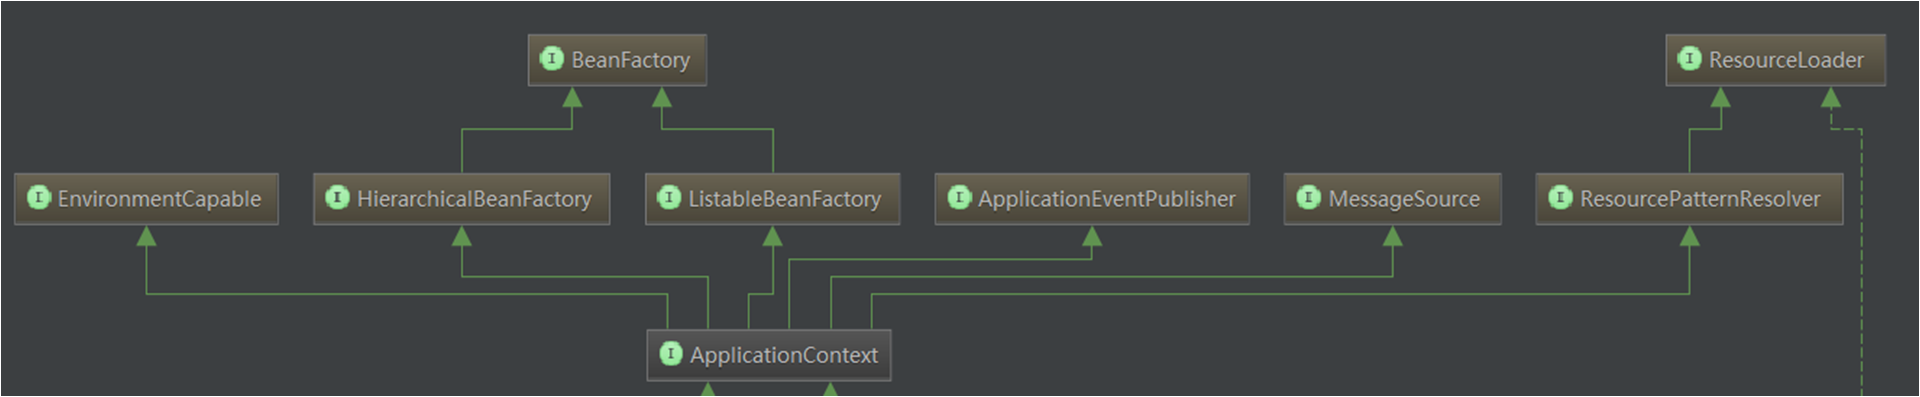 I BeanFactory
I ResourceLoader
I EnvironmentCapable
I HierarchicalBeanFactory
I ListableBeanFactory
I ApplicationEventPublisher
I MessageSource
I ResourcePatternResolver
I ApplicationContext